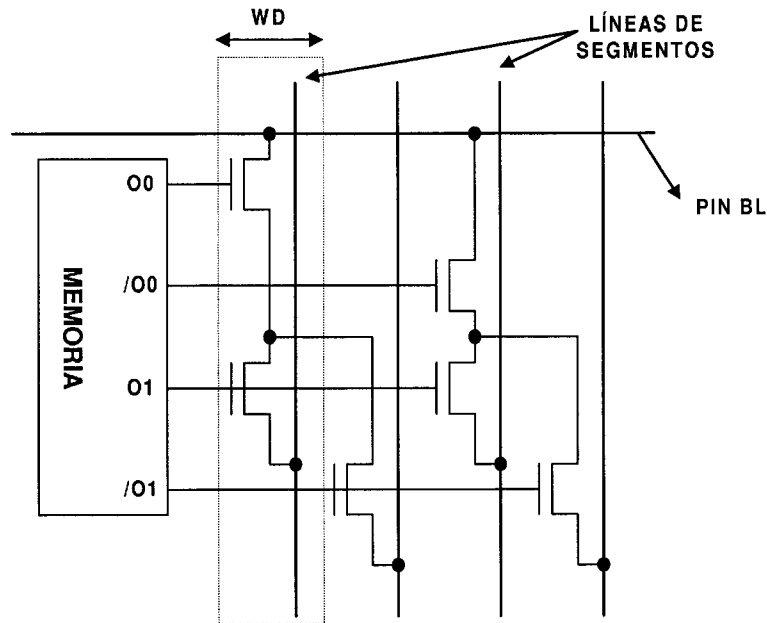 WD
LÍNEAS DE
SEGMENTOS
O0
PIN BL
/O0
MEMORIA
O1
/O1